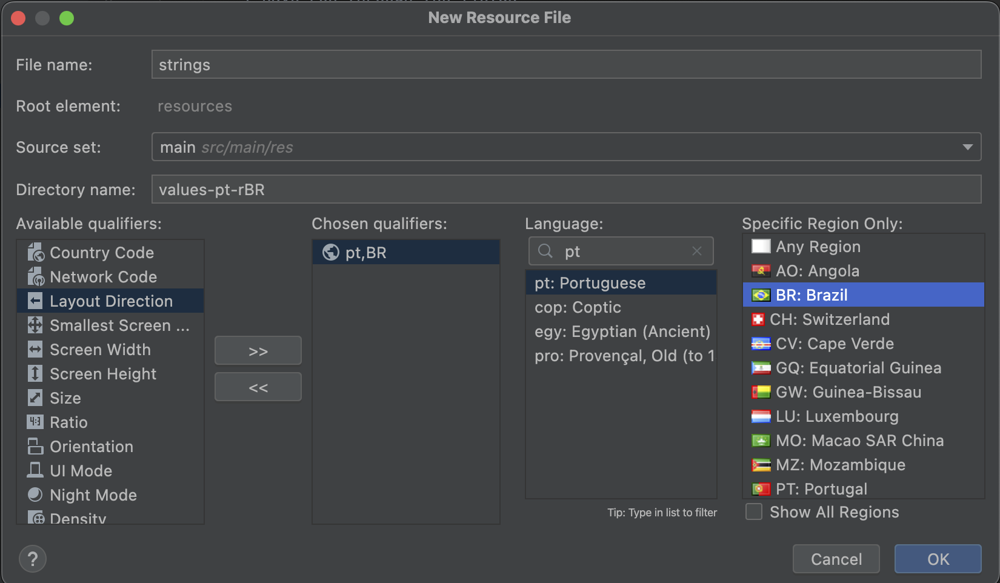 New Resource File
File name:
strings
Root element:
resources
Source set:
main src/main/res
Directory name:
values-pt-rBR
Available qualifiers:
Country Code
Network Code
Layout Direction
Smallest Screen ...
Screen Width
Screen Height
Size
4:3 Ratio
Orientation
UI Mode
Night Mode
Density
>>
<<
Chosen qualifiers:
pt,BR
Language:
pt
pt: Portuguese
cop: Coptic
egy: Egyptian (Ancient)
pro: Provençal, Old (to 1
Tip: Type in list to filter
Specific Region Only:
Any Region
AO: Angola
BR: Brazil
CH: Switzerland
CV: Cape Verde
GQ: Equatorial Guinea
GW: Guinea-Bissau
LU: Luxembourg
MO: Macao SAR China
MZ: Mozambique
PT: Portugal
Show All Regions
?
Cancel
OK